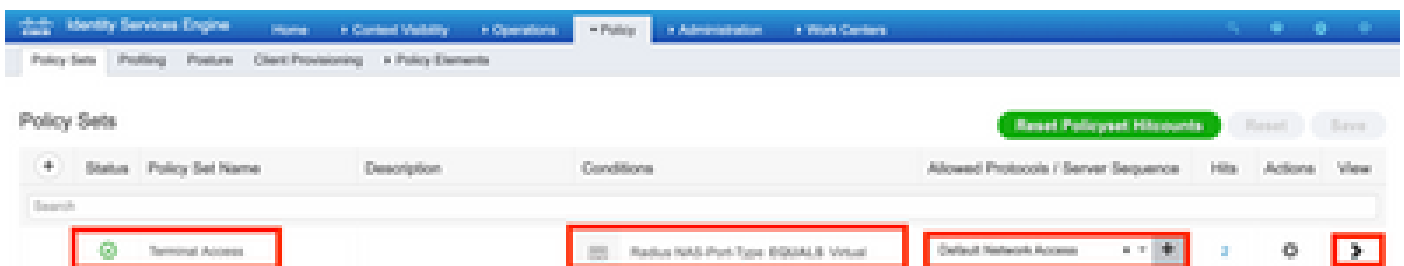 Identity Services Engine Home Context Visibility Operations Policy Administration Work Centers
Policy Sets Profiling Posture Client Provisioning Policy Elements
Policy Sets
Reset Policyset Hitcounts Reset Save
+ Status Policy Set Name Description Conditions Allowed Protocols / Server Sequence Hits Actions View
Search
Terminal Access Radius NAS-Port-Type EQUALS Virtual Default Network Access